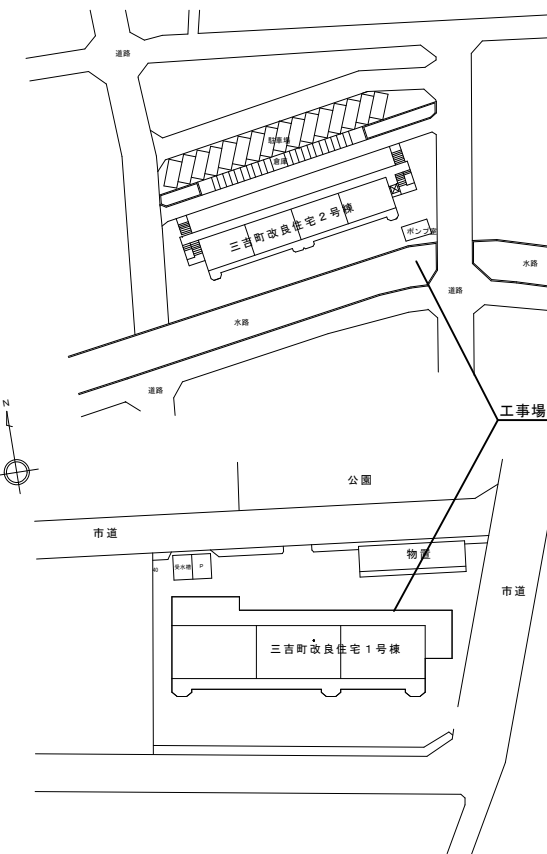 道路
駐車場
倉庫
三吉町改良住宅２号棟
ポンプ室
水路
道路
水路
道路
N
工事場
公園
市道
物置
受水槽
P
40
市道
三吉町改良住宅１号棟